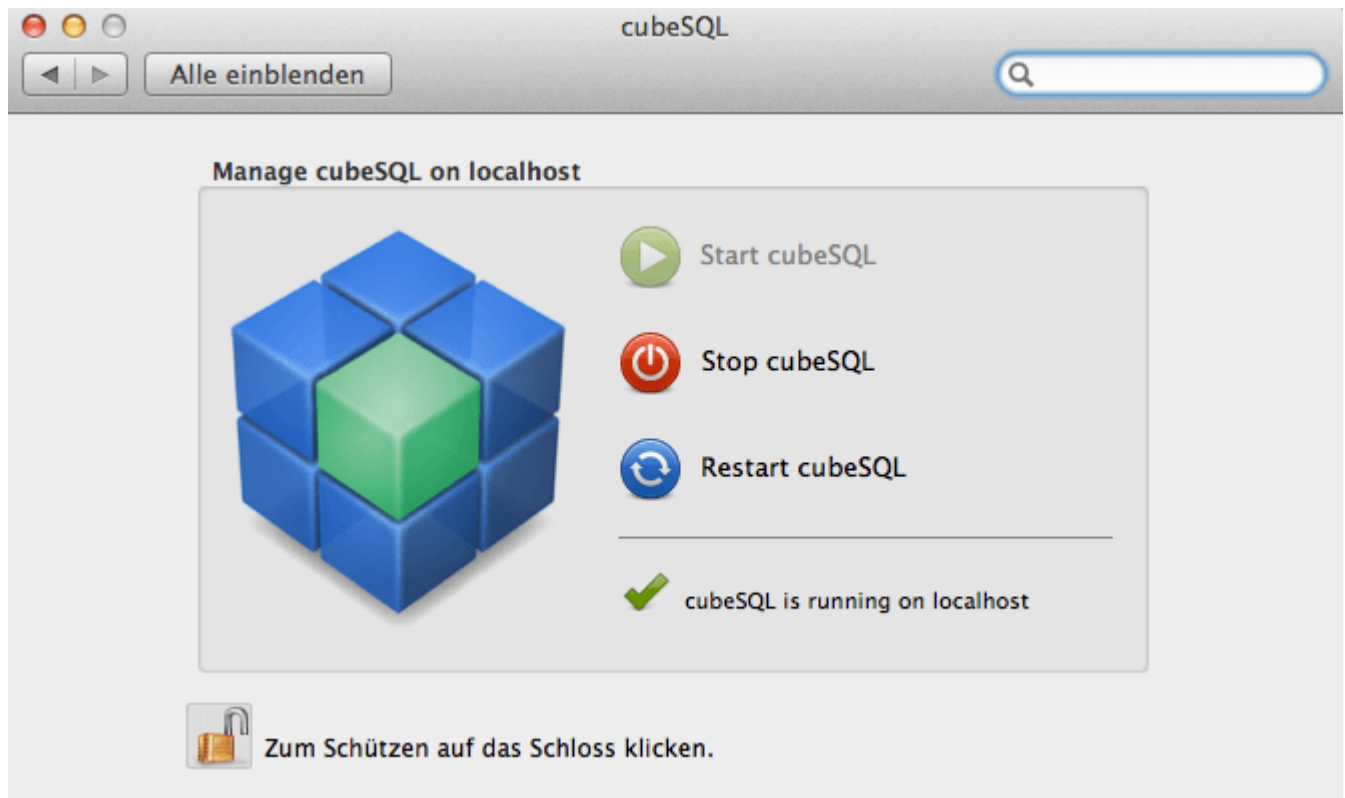 cubeSQL
Alle einblenden
Manage cubeSQL on localhost
Start cubeSQL
Stop cubeSQL
Restart cubeSQL
cubeSQL is running on localhost
Zum Schützen auf das Schloss klicken.